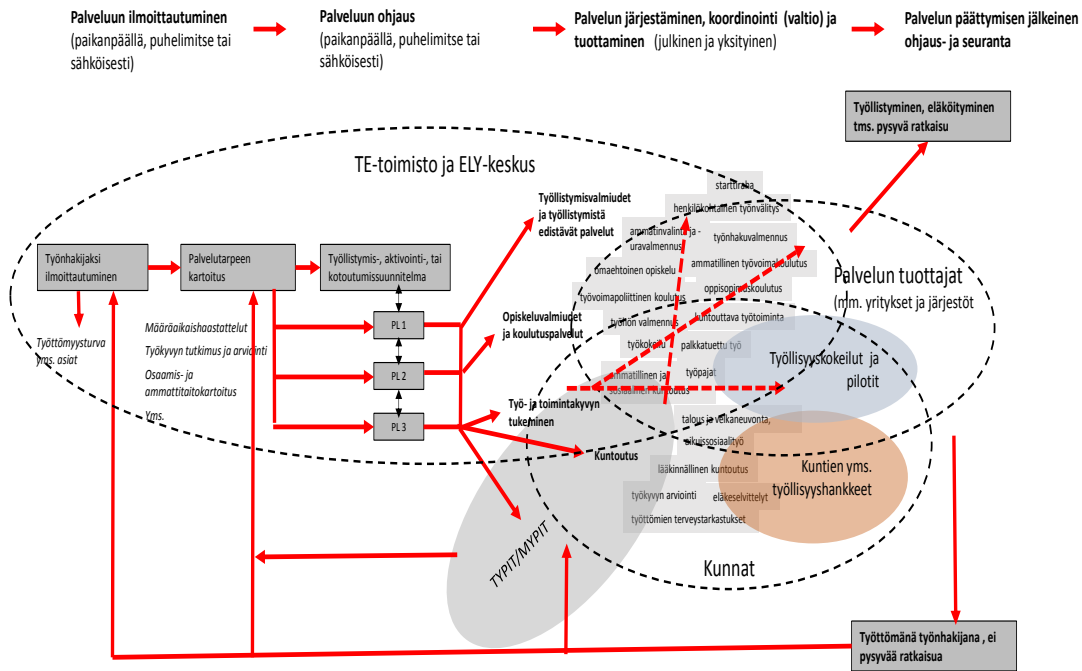 Palveluun ilmoittautuminen
(paikanpäällä, puhelimitse tai
sähköisesti)
Palveluun ohjaus
(paikanpäällä, puhelimitse tai
sähköisesti)
Palvelun järjestäminen, koordinointi (valtio) ja
tuottaminen (julkinen ja yksityinen)
Palvelun päättymisen jälkeinen
ohjaus- ja seuranta
Työllistyminen, eläköityminen
tms. pysyvä ratkaisu
TE-toimisto ja ELY-keskus
Työnhakijaksi
ilmoittautuminen
Palvelutarpeen
kartoitus
Työllistymis-, aktivointi-, tai
kotoutumissuunnitelma
Työttömyysturva
yms. asiat
Määräaikaishaastattelut
Työkyvyn tutkimus ja arviointi
Osaamis- ja
ammattitaitokartoitus
Yms.
PL 1
PL 2
PL 3
Työllistymisvalmiudet
ja työllistymistä
edistävät palvelut
Opiskeluvalmiudet
ja koulutuspalvelut
Työ- ja toimintakyvyn
tukeminen
Kuntoutus
starttiraha
henkilökohtainen työnvälitys
ammatinvalinta ja -
uravalmennus
työnhakuvalmennus
omaehtoinen opiskelu
ammatillinen työvoimakoulutus
työvoimapoliittinen koulutus
oppisopimuskoulutus
työhön valmennus
kuntouttava työtoiminta
työkokeilu
palkkatuettu työ
ammatillinen ja
sosiaalinen kuntoutus
työpajat
talous ja velkaneuvonta,
aikuissosiaalityö
lääkinnällinen kuntoutus
työkyvyn arviointi
eläkeselvittelyt
työttömien terveystarkastukset
Palvelun tuottajat
(mm. yritykset ja järjestöt
Työllisyyskokeilut ja
pilotit
Kuntien yms.
työllisyyshankkeet
Kunnat
TYPIT/MYPIT
Työttömänä työnhakijana , ei
pysyvää ratkaisua